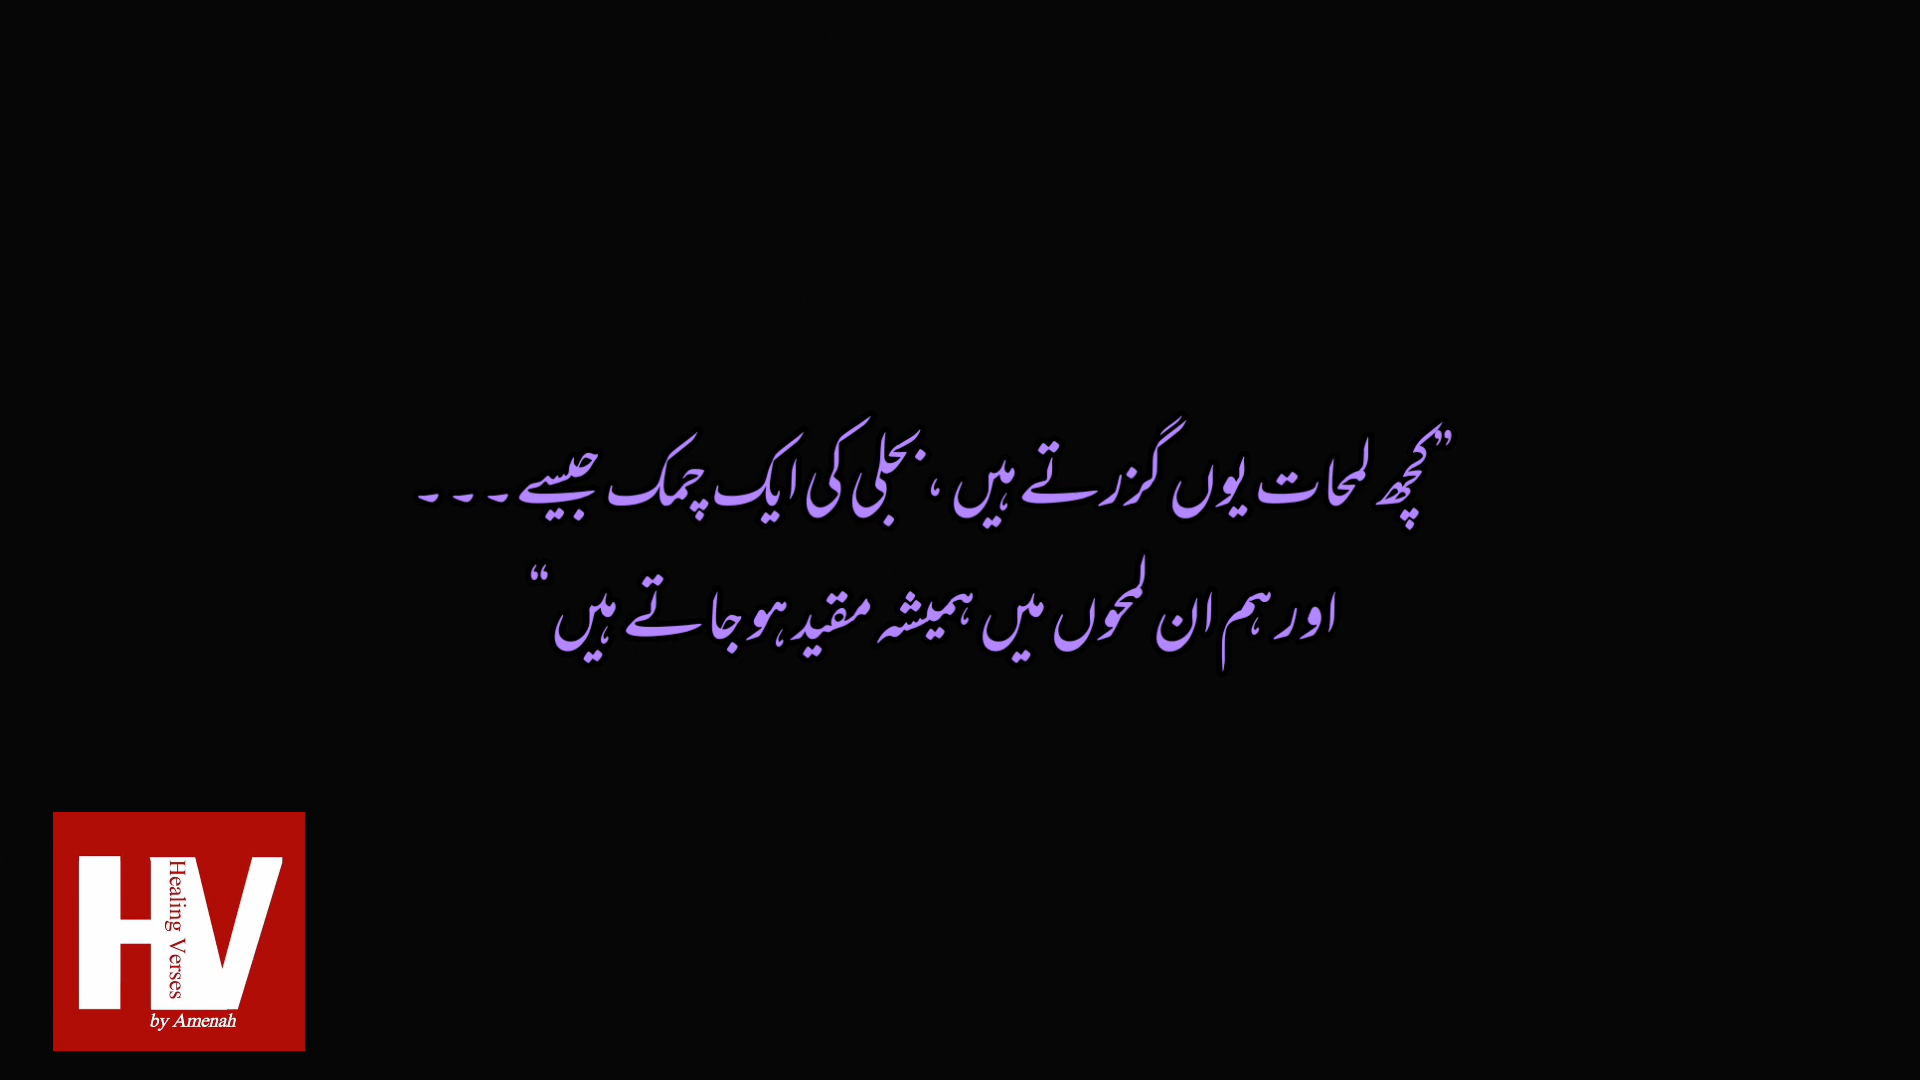 ”کچھ لمحات یوں گزرتے ہیں ، بجلی کی ایک چمک جیسے۔۔۔
اور ہم ان لمحوں میں ہمیشہ مقید ہو جاتے ہیں“
HV
Healing Verses
by Amenah